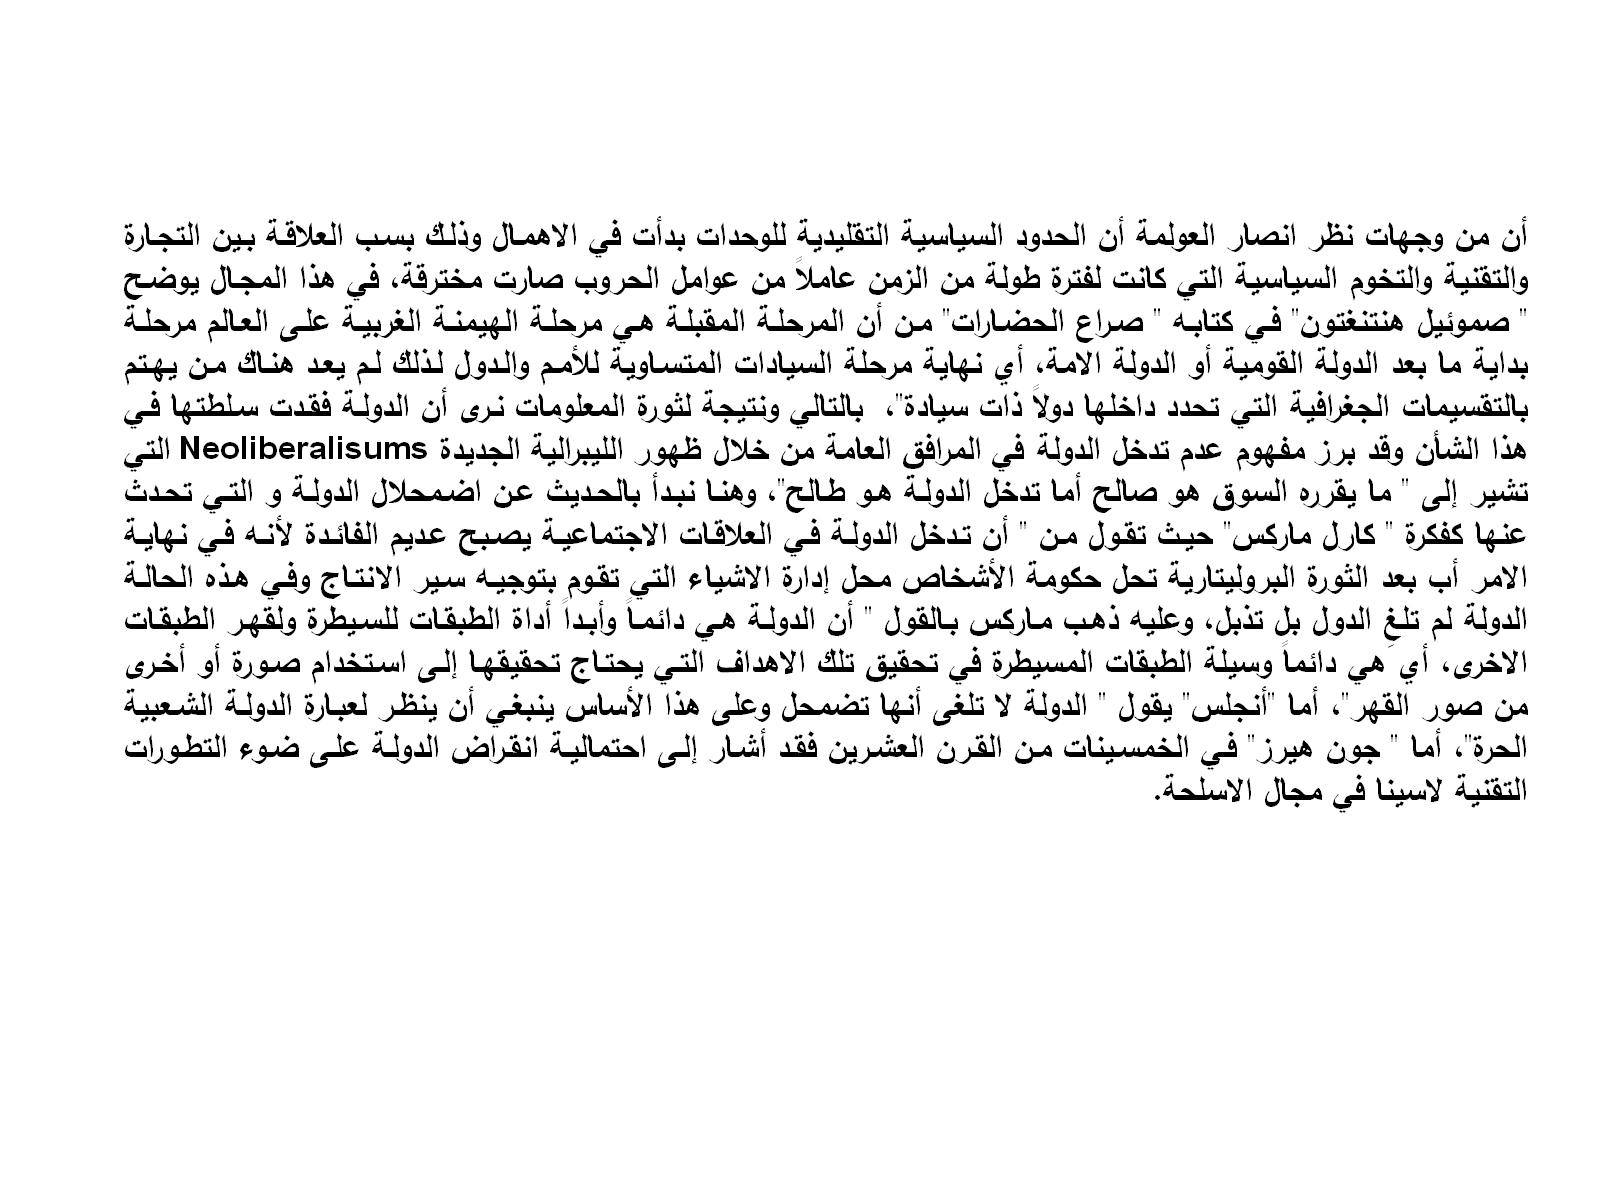 أن من وجهات نظر انصار العولمة أن الحدود السياسية التقليدية للوحدات بدأت في الاهمال وذلك بسب العلاقة بين التجارة
والتقنية والتخوم السياسية التي كانت لفترة طولة من الزمن عاملاً من عوامل الحروب صارت مخترقة، في هذا المجال يوضح
" صموئيل هنتنغتون" في كتابه " صراع الحضارات" من أن المرحلة المقبلة هي مرحلة الهيمنة الغربية على العالم مرحلة
بداية ما بعد الدولة القومية أو الدولة الامة، أي نهاية مرحلة السيادات المتساوية للأمم والدول لذلك لم يعد هناك من يهتم
بالتقسيمات الجغرافية التي تحدد داخلها دولاً ذات سيادة"، بالتالي ونتيجة لثورة المعلومات نرى أن الدولة فقدت سلطتها في
هذا الشأن وقد برز مفهوم عدم تدخل الدولة في المرافق العامة من خلال ظهور الليبرالية الجديدة Neoliberalisums التي
تشير إلى " ما يقرره السوق هو صالح أما تدخل الدولة هو طالح"، وهنا نبدأ بالحديث عن اضمحلال الدولة و التي تحدث
عنها كفكرة " كارل ماركس" حيث تقول من " أن تدخل الدولة في العلاقات الاجتماعية يصبح عديم الفائدة لأنه في نهاية
الامر أب بعد الثورة البروليتارية تحل حكومة الأشخاص محل إدارة الاشياء التي تقوم بتوجيه سير الانتاج وفي هذه الحالة
الدولة لم تلغِ الدول بل تذبل، وعليه ذهب ماركس بالقول " أن الدولة هي دائماً وأبداً أداة الطبقات للسيطرة ولقهر الطبقات
الاخرى، أي هي دائماً وسيلة الطبقات المسيطرة في تحقيق تلك الاهداف التي يحتاج تحقيقها إلى استخدام صورة أو أخرى
من صور القهر"، أما "أنجلس" يقول " الدولة لا تلغى أنها تضمحل وعلى هذا الأساس ينبغي أن ينظر لعبارة الدولة الشعبية
الحرة"، أما " جون هيرز" في الخمسينات من القرن العشرين فقد أشار إلى احتمالية انقراض الدولة على ضوء التطورات
التقنية لاسينا في مجال الاسلحة.